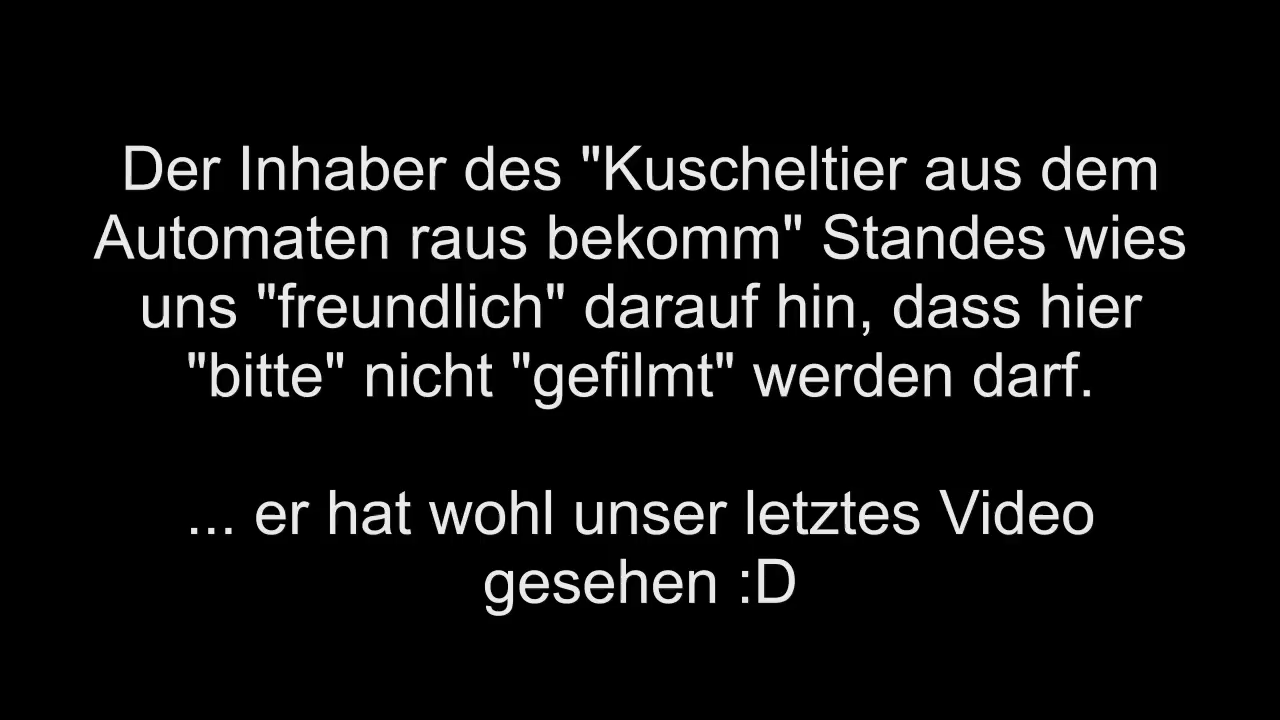 Der Inhaber des "Kuscheltier aus dem
Automaten raus bekomm" Standes wies
uns "freundlich" darauf hin, dass hier
"bitte" nicht "gefilmt" werden darf.
... er hat wohl unser letztes Video
gesehen :D